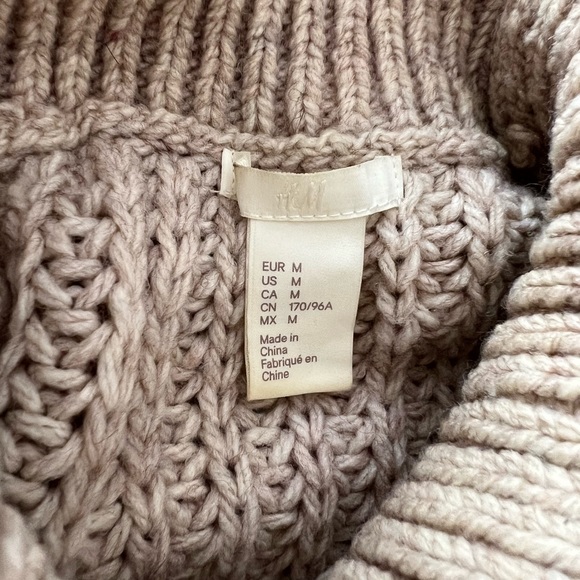 H&M
EUR M
US M
CA M
CN 170/96A
MX M
Made in
China
Fabriqué en
Chine